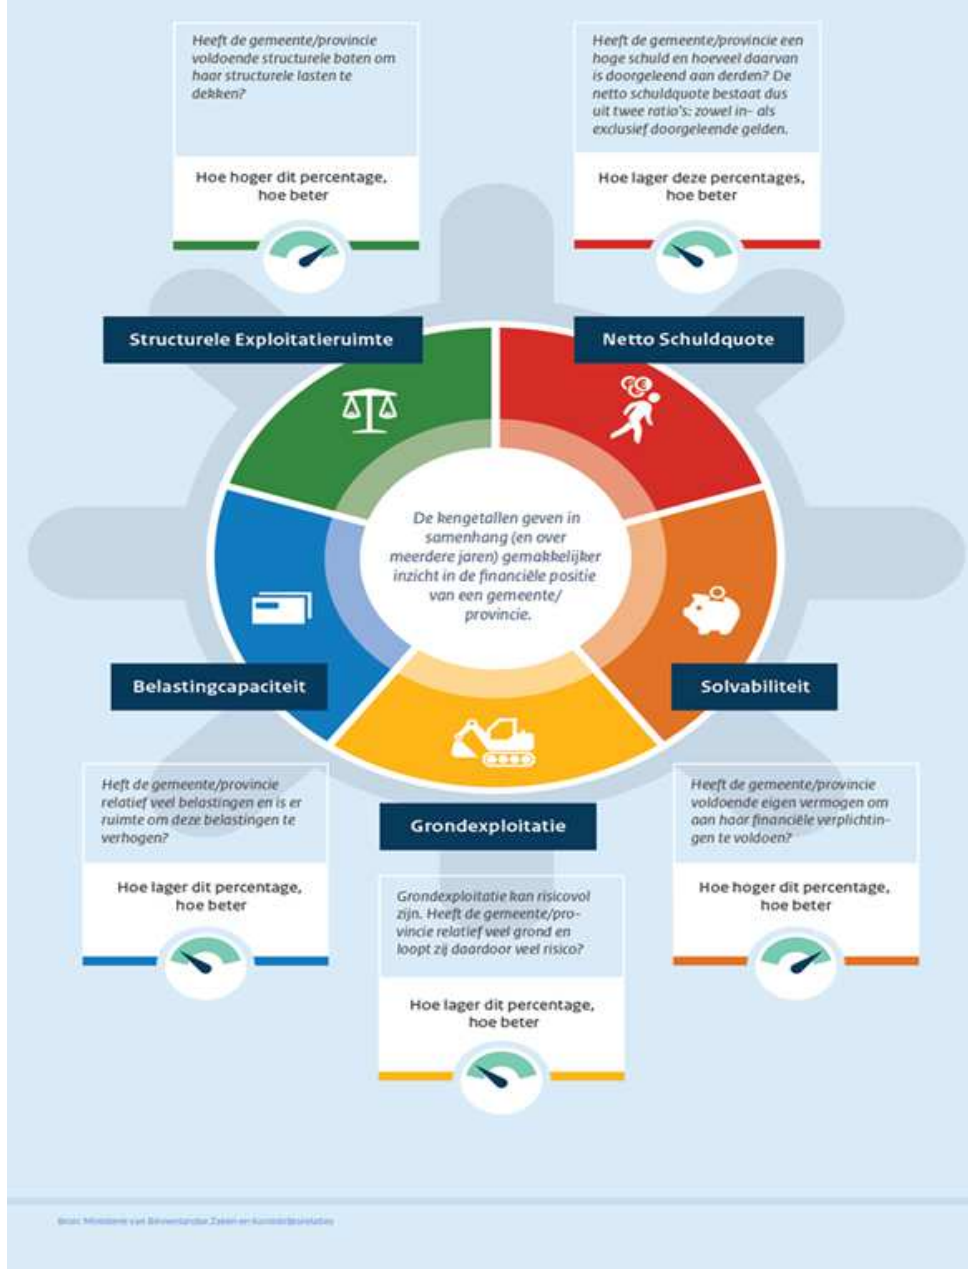 Heeft de gemeente/provincie
voldoende structurele baten om
haar structurele lasten te
dekken?
Hoe hoger dit percentage,
hoe beter
Heeft de gemeente/provincie een
hoge schuld en hoeveel daarvan
is doorgeleend aan derden? De
netto schuldquote bestaat dus
uit twee ratio's: zowel in- als
exclusief doorgeleende gelden.
Hoe lager deze percentages,
hoe beter
Structurele Exploitatieruimte
Netto Schuldquote
De kengetallen geven in
samenhang (en over
meerdere jaren) gemakkelijker
inzicht in de financiële positie
van een gemeente/
provincie.
Belastingcapaciteit
Solvabiliteit
Heft de gemeente/provincie
relatief veel belastingen en is er
ruimte om deze belastingen te
verhogen?
Hoe lager dit percentage,
hoe beter
Grondexploitatie
Grondexploitatie kan risicovol
zijn. Heeft de gemeente/pro-
vincie relatief veel grond en
loopt zij daardoor veel risico?
Hoe lager dit percentage,
hoe beter
Heeft de gemeente/provincie
voldoende eigen vermogen om
aan haar financiële verplichtin-
gen te voldoen?
Hoe hoger dit percentage,
hoe beter
Bron: Ministerie van Binnenlandse Zaken en Koninkrijksrelaties